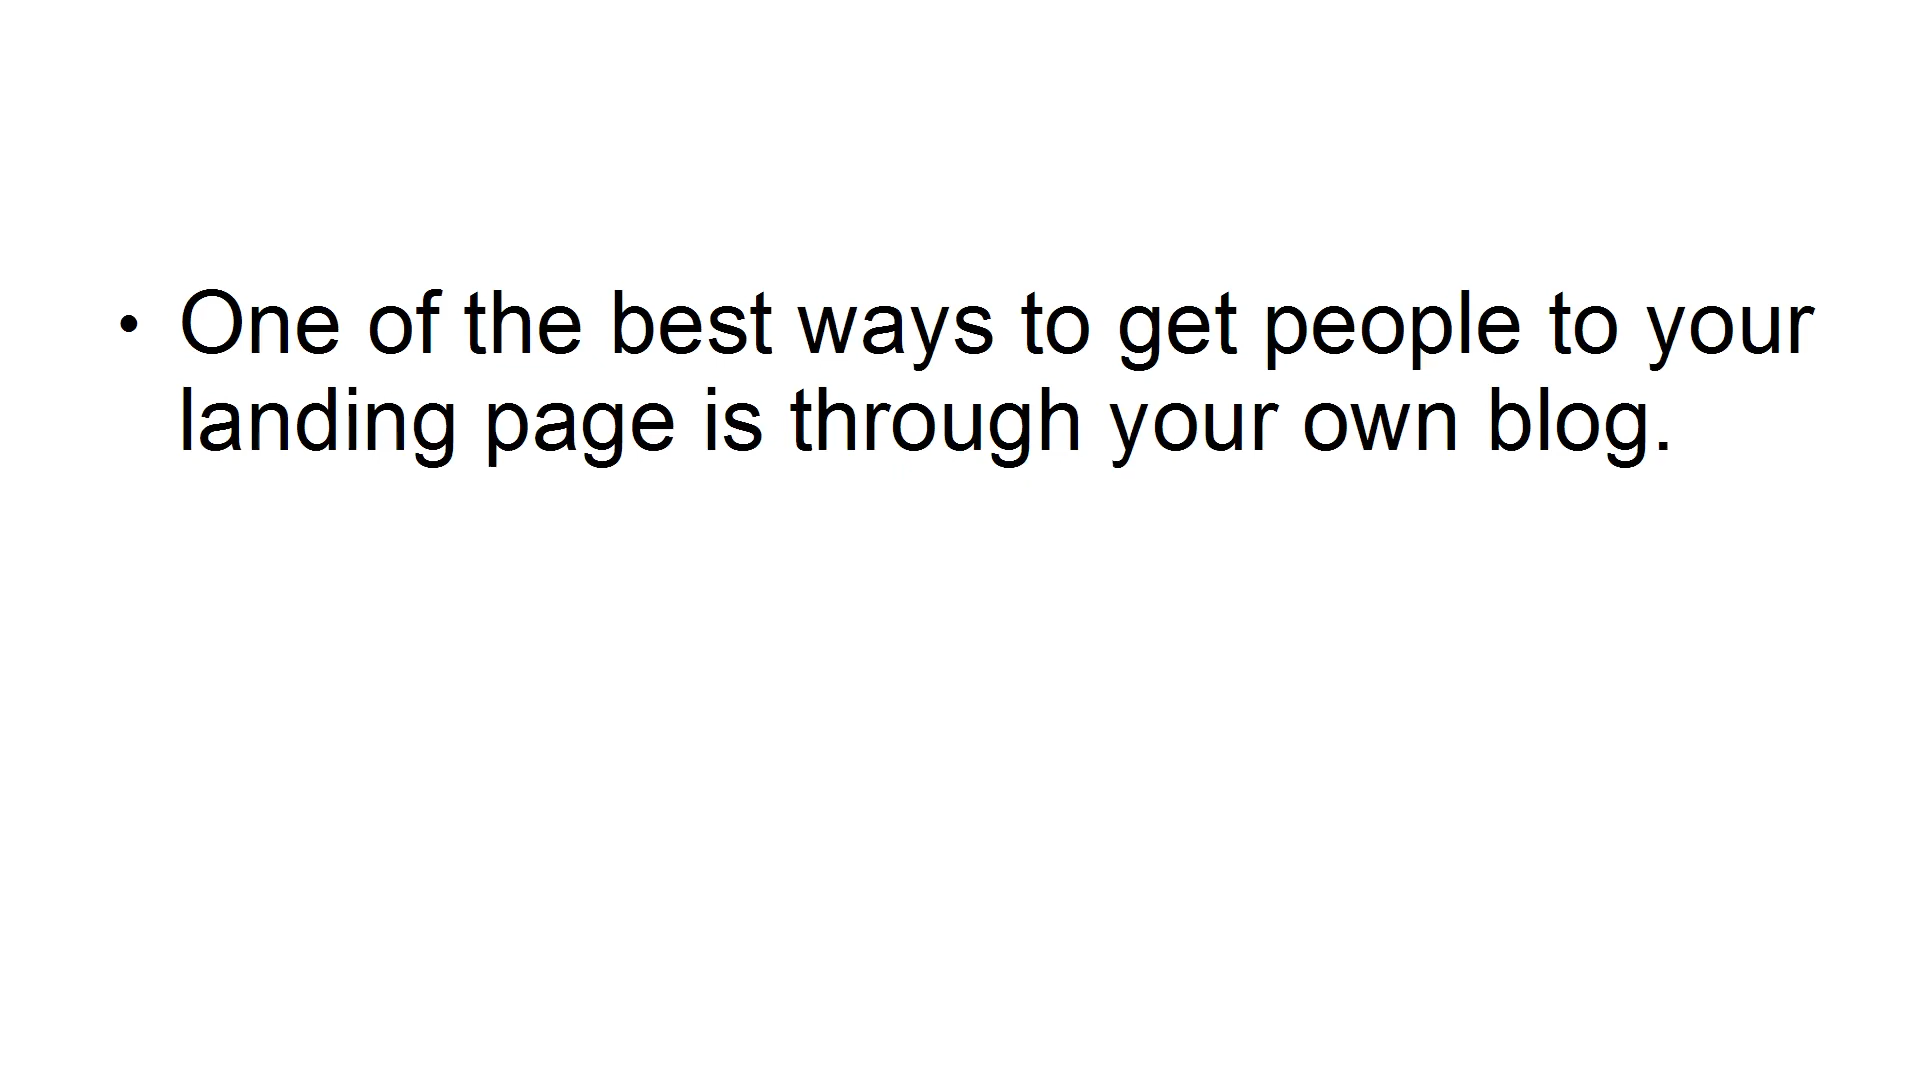 • One of the best ways to get people to your
landing page is through your own blog.